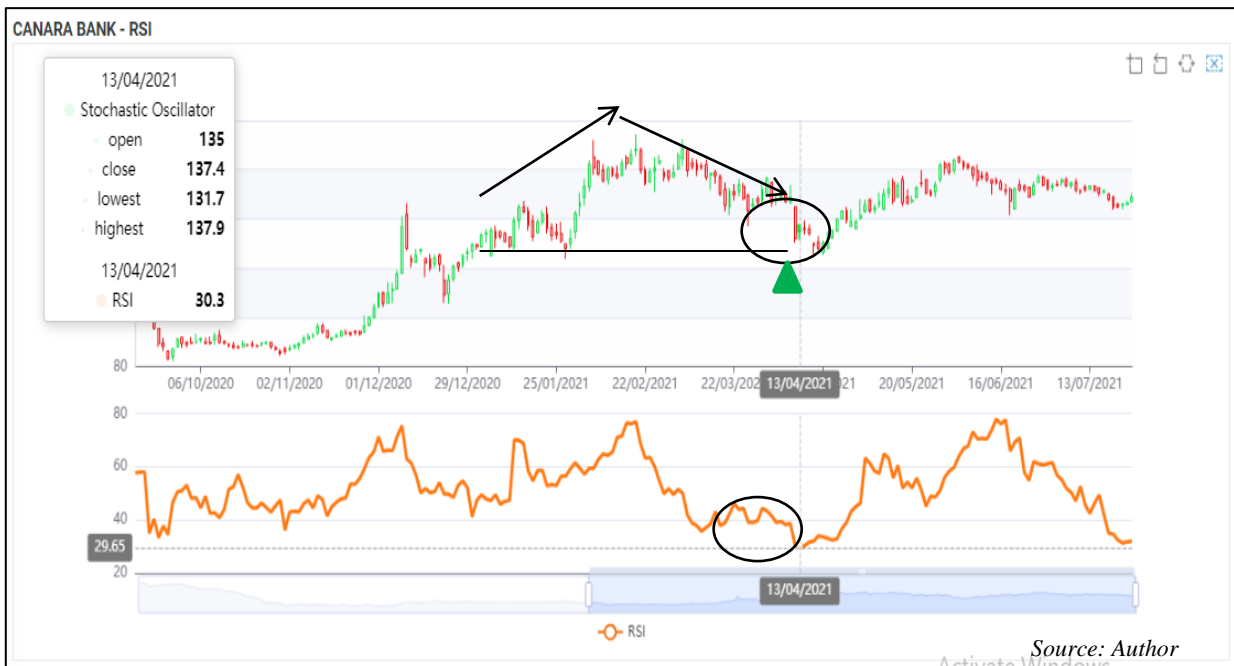 CANARA BANK - RSI
13/04/2021
Stochastic Oscillator
open 135
close 137.4
lowest 131.7
highest 137.9
13/04/2021
RSI 30.3
80
06/10/2020 02/11/2020 01/12/2020 29/12/2020 25/01/2021 22/02/2021 22/03/202 13/04/2021 021 20/05/2021 16/06/2021 13/07/2021
80
60
40
29.65
20
13/04/2021
RSI
Source: Author
Activate Windows